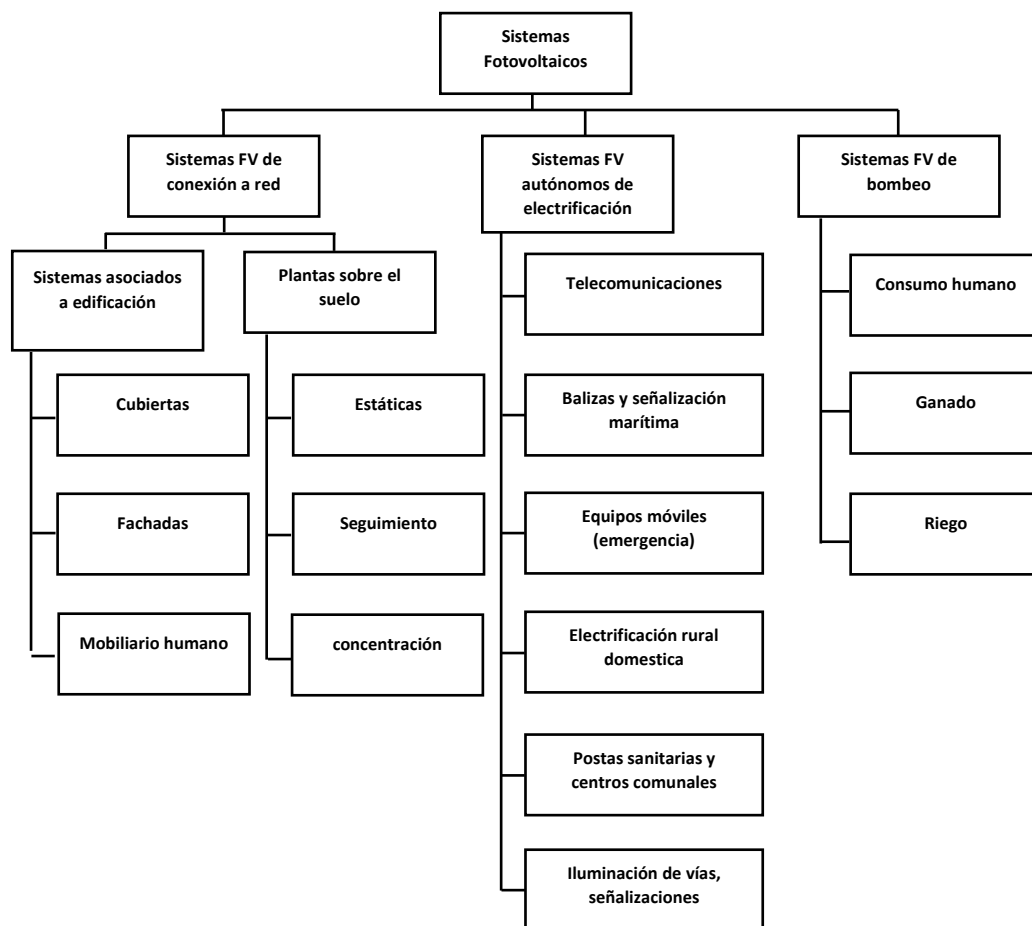 Sistemas
Fotovoltaicos
Sistemas FV de
conexión a red
Sistemas FV
autónomos de
electrificación
Sistemas FV de
bombeo
Sistemas asociados
a edificación
Plantas sobre el
suelo
Cubiertas
Fachadas
Mobiliario humano
Estáticas
Seguimiento
concentración
Telecomunicaciones
Balizas y señalización
marítima
Equipos móviles
(emergencia)
Electrificación rural
domestica
Postas sanitarias y
centros comunales
Iluminación de vías,
señalizaciones
Consumo humano
Ganado
Riego